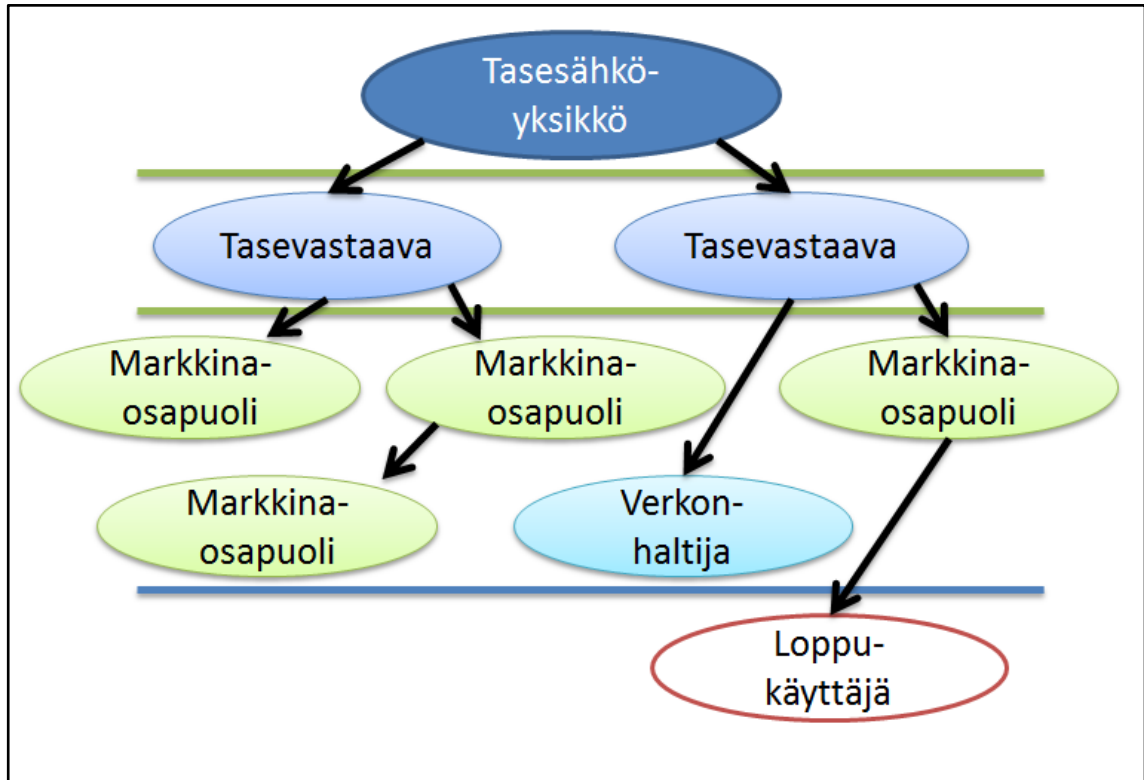 Tasesähkö-
yksikkö
Tasevastaava
Tasevastaava
Markkina-
osapuoli
Markkina-
osapuoli
Markkina-
osapuoli
Markkina-
osapuoli
Verkon-
haltija
Loppu-
käyttäjä